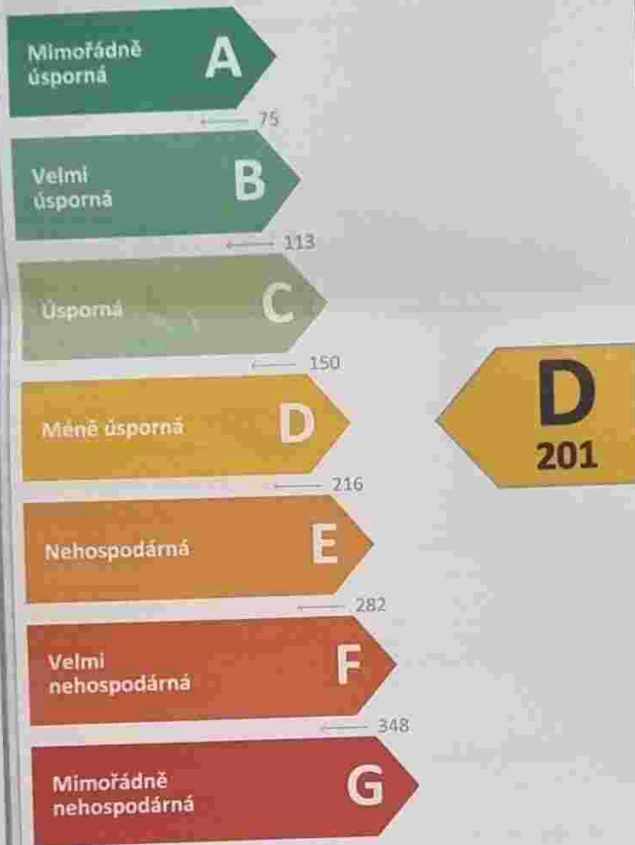 Mimořádně
úsporná
A
75
Velmi
úsporná
B
113
Úsporná
C
150
Méně úsporná
D
D
201
216
Nehospodárná
E
282
Velmi
nehospodárná
F
348
Mimořádně
nehospodárná
G